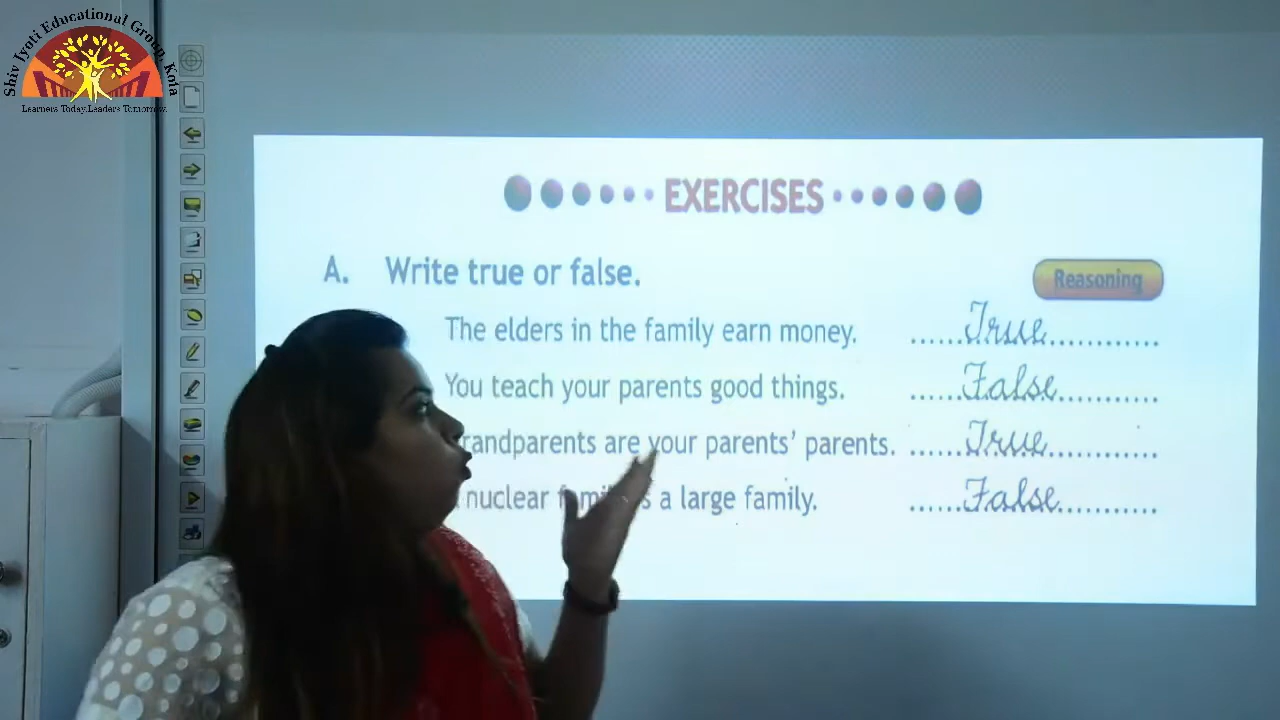 Shiv Jyoti Educational Group, Kota
Learners Today.Leaders Tomorrow.
EXERCISES
A. Write true or false.
Reasoning
The elders in the family earn money. ......True............
You teach your parents good things. ......False............
randparents are your parents' parents. ......True............
nuclear family is a large family. ......False............